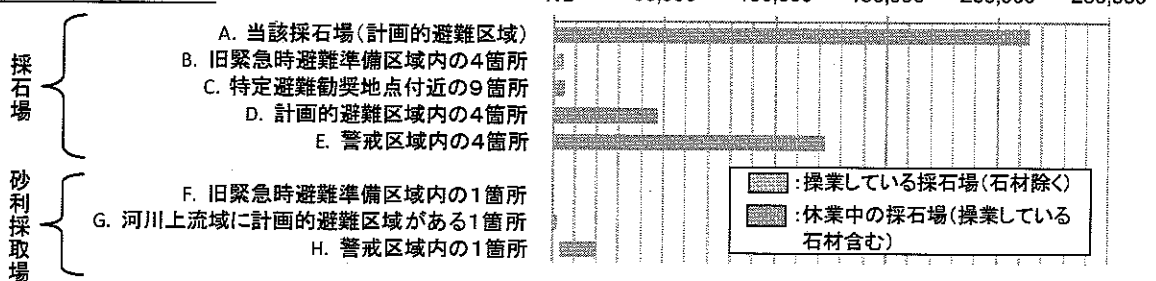 採石場
A. 当該採石場(計画的避難区域)
B. 旧緊急時避難準備区域内の4箇所
C. 特定避難勧奨地点付近の9箇所
D. 計画的避難区域内の4箇所
E. 警戒区域内の4箇所
砂利採取場
F. 旧緊急時避難準備区域内の1箇所
G. 河川上流域に計画的避難区域がある1箇所
H. 警戒区域内の1箇所
:操業している採石場(石材除く)
:休業中の採石場(操業している
石材含む)